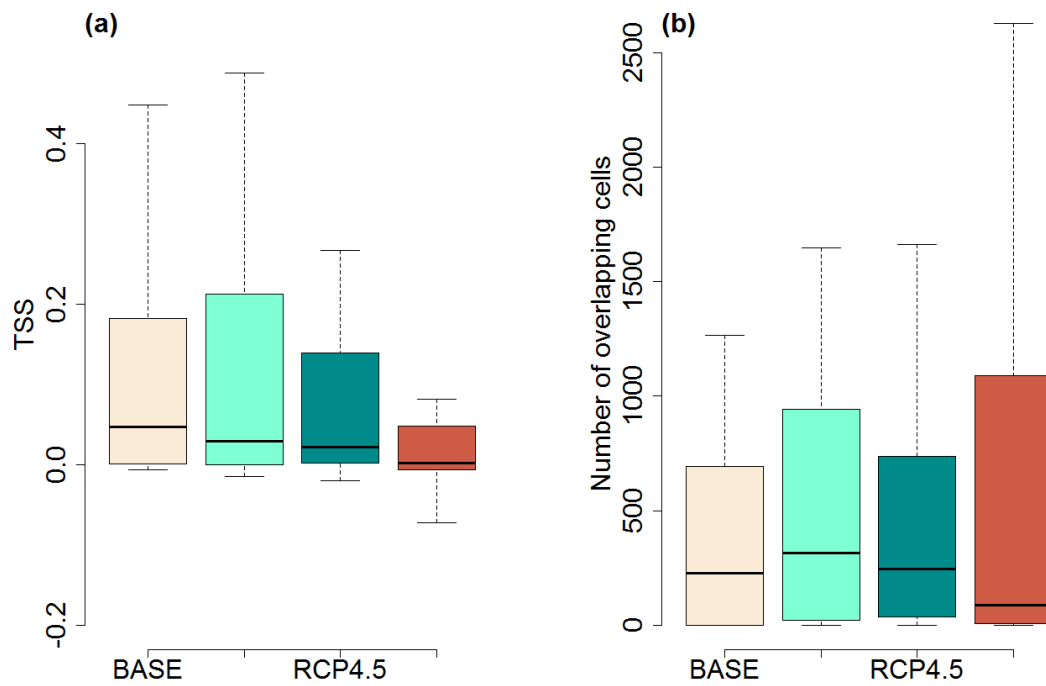 (a)
TSS
0.4
0.2
0.0
-0.2
BASE RCP4.5
(b)
Number of overlapping cells
2500
2000
1500
1000
500
0
BASE RCP4.5